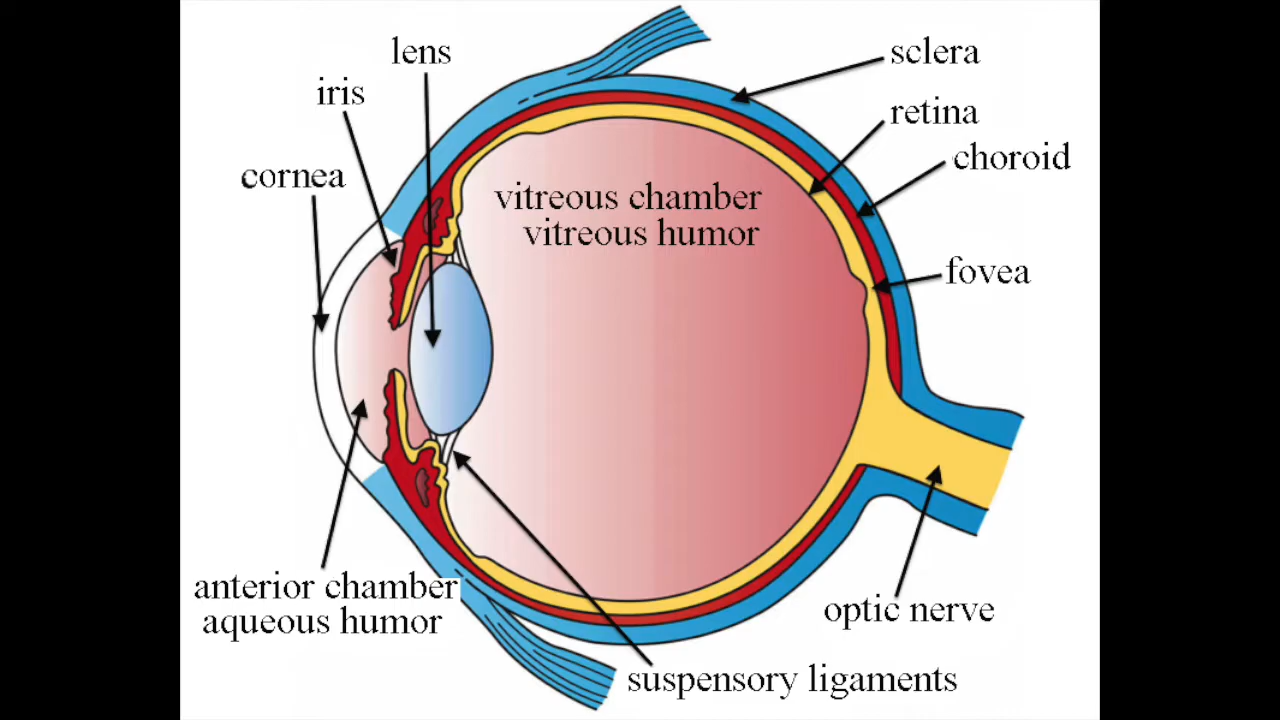 lens
sclera
iris
retina
choroid
cornea
vitreous chamber
vitreous humor
fovea
anterior chamber
aqueous humor
optic nerve
suspensory ligaments